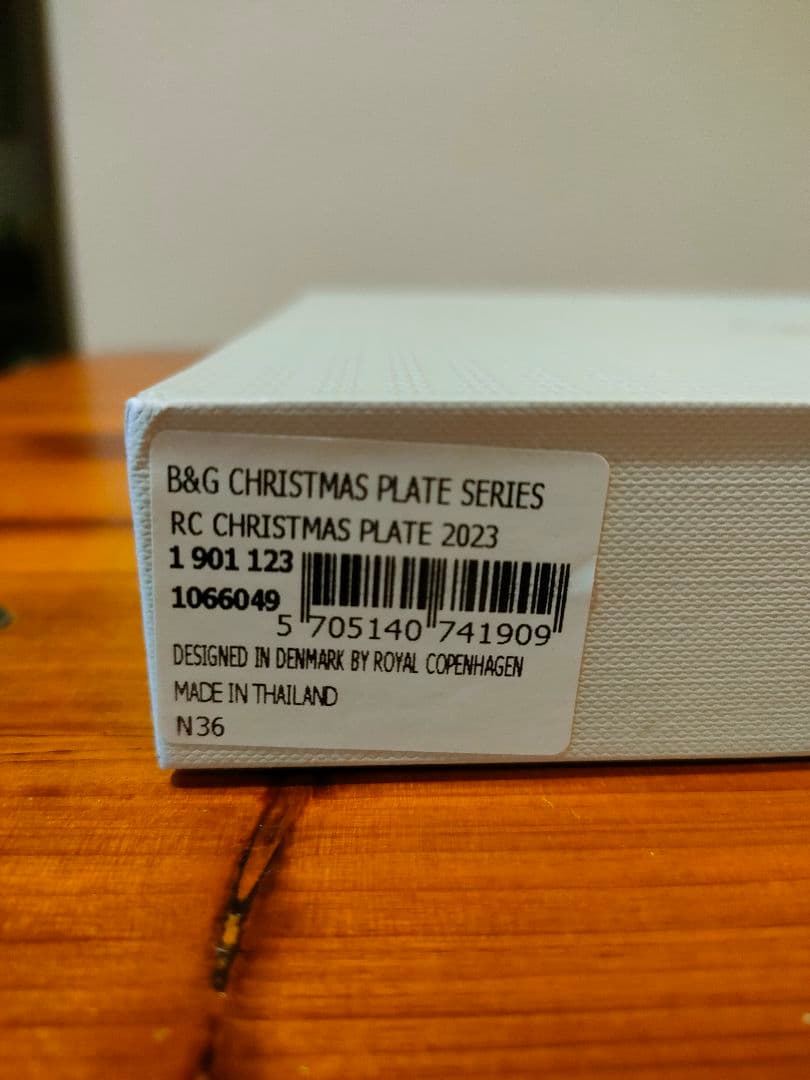 B&G CHRISTMAS PLATE SERIES
RC CHRISTMAS PLATE 2023
1 901 123
1066049
5 705140 741909
DESIGNED IN DENMARK BY ROYAL COPENHAGEN
MADE IN THAILAND
N36